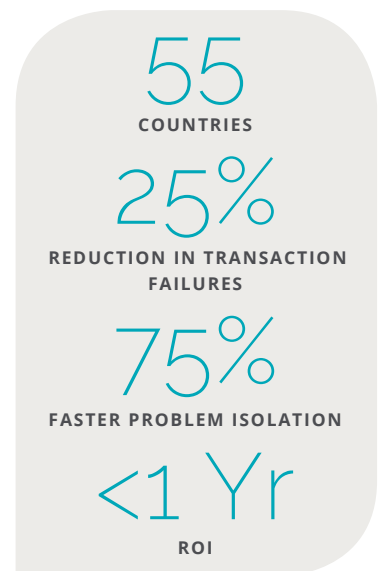 55
COUNTRIES
25%
REDUCTION IN TRANSACTION
FAILURES
75%
FASTER PROBLEM ISOLATION
<1 Yr
ROI